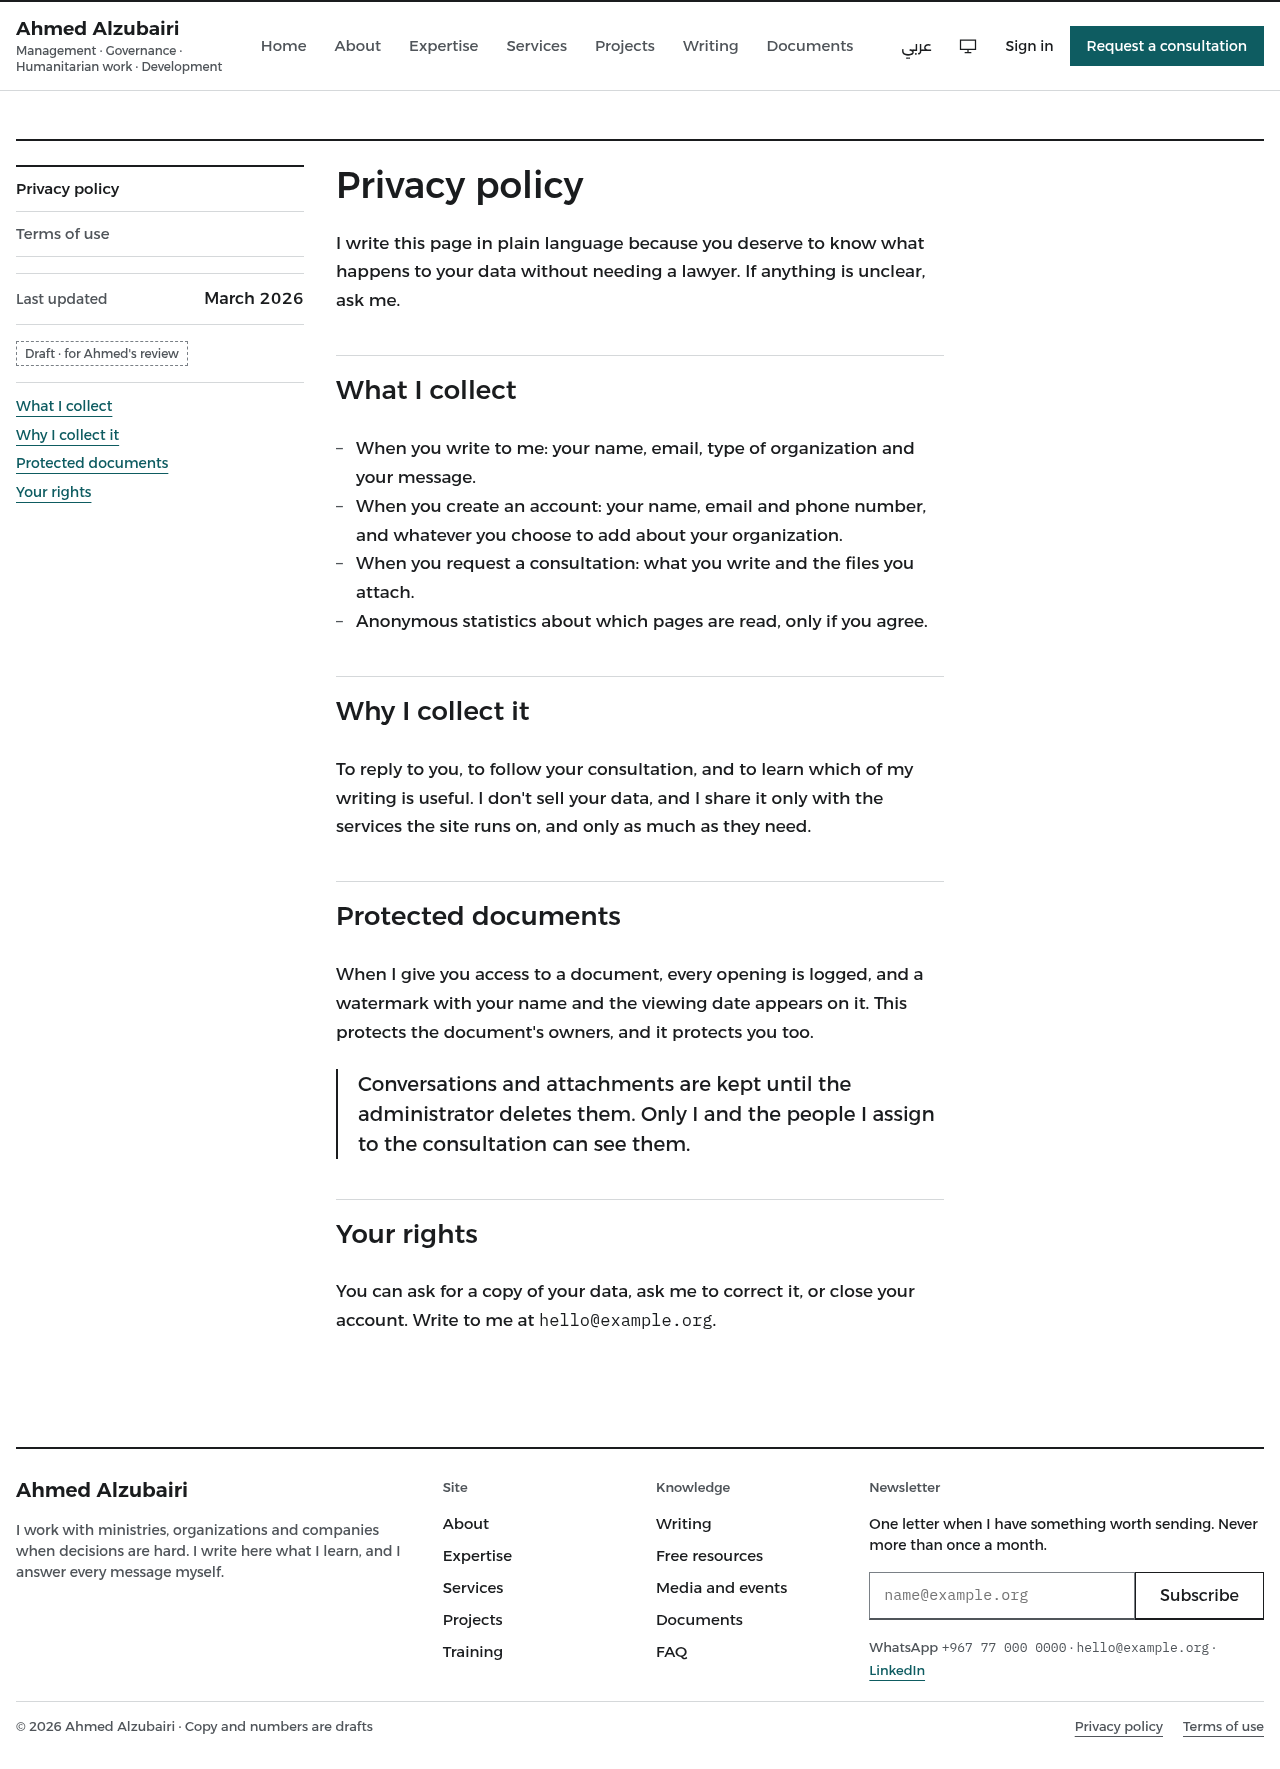 Ahmed Alzubairi
Management · Governance ·
Humanitarian work · Development
Home
About
Expertise
Services
Projects
Writing
Documents
عربي
Sign in
Request a consultation
Privacy policy
Terms of use
Last updated
March 2026
Draft · for Ahmed's review
What I collect
Why I collect it
Protected documents
Your rights
Privacy policy
I write this page in plain language because you deserve to know what
happens to your data without needing a lawyer. If anything is unclear,
ask me.
What I collect
– When you write to me: your name, email, type of organization and
your message.
– When you create an account: your name, email and phone number,
and whatever you choose to add about your organization.
– When you request a consultation: what you write and the files you
attach.
– Anonymous statistics about which pages are read, only if you agree.
Why I collect it
To reply to you, to follow your consultation, and to learn which of my
writing is useful. I don't sell your data, and I share it only with the
services the site runs on, and only as much as they need.
Protected documents
When I give you access to a document, every opening is logged, and a
watermark with your name and the viewing date appears on it. This
protects the document's owners, and it protects you too.
Conversations and attachments are kept until the
administrator deletes them. Only I and the people I assign
to the consultation can see them.
Your rights
You can ask for a copy of your data, ask me to correct it, or close your
account. Write to me at hello@example.org.
Ahmed Alzubairi
I work with ministries, organizations and companies
when decisions are hard. I write here what I learn, and I
answer every message myself.
Site
About
Expertise
Services
Projects
Training
Knowledge
Writing
Free resources
Media and events
Documents
FAQ
Newsletter
One letter when I have something worth sending. Never
more than once a month.
name@example.org
Subscribe
WhatsApp +967 77 000 0000 · hello@example.org ·
LinkedIn
© 2026 Ahmed Alzubairi · Copy and numbers are drafts
Privacy policy
Terms of use